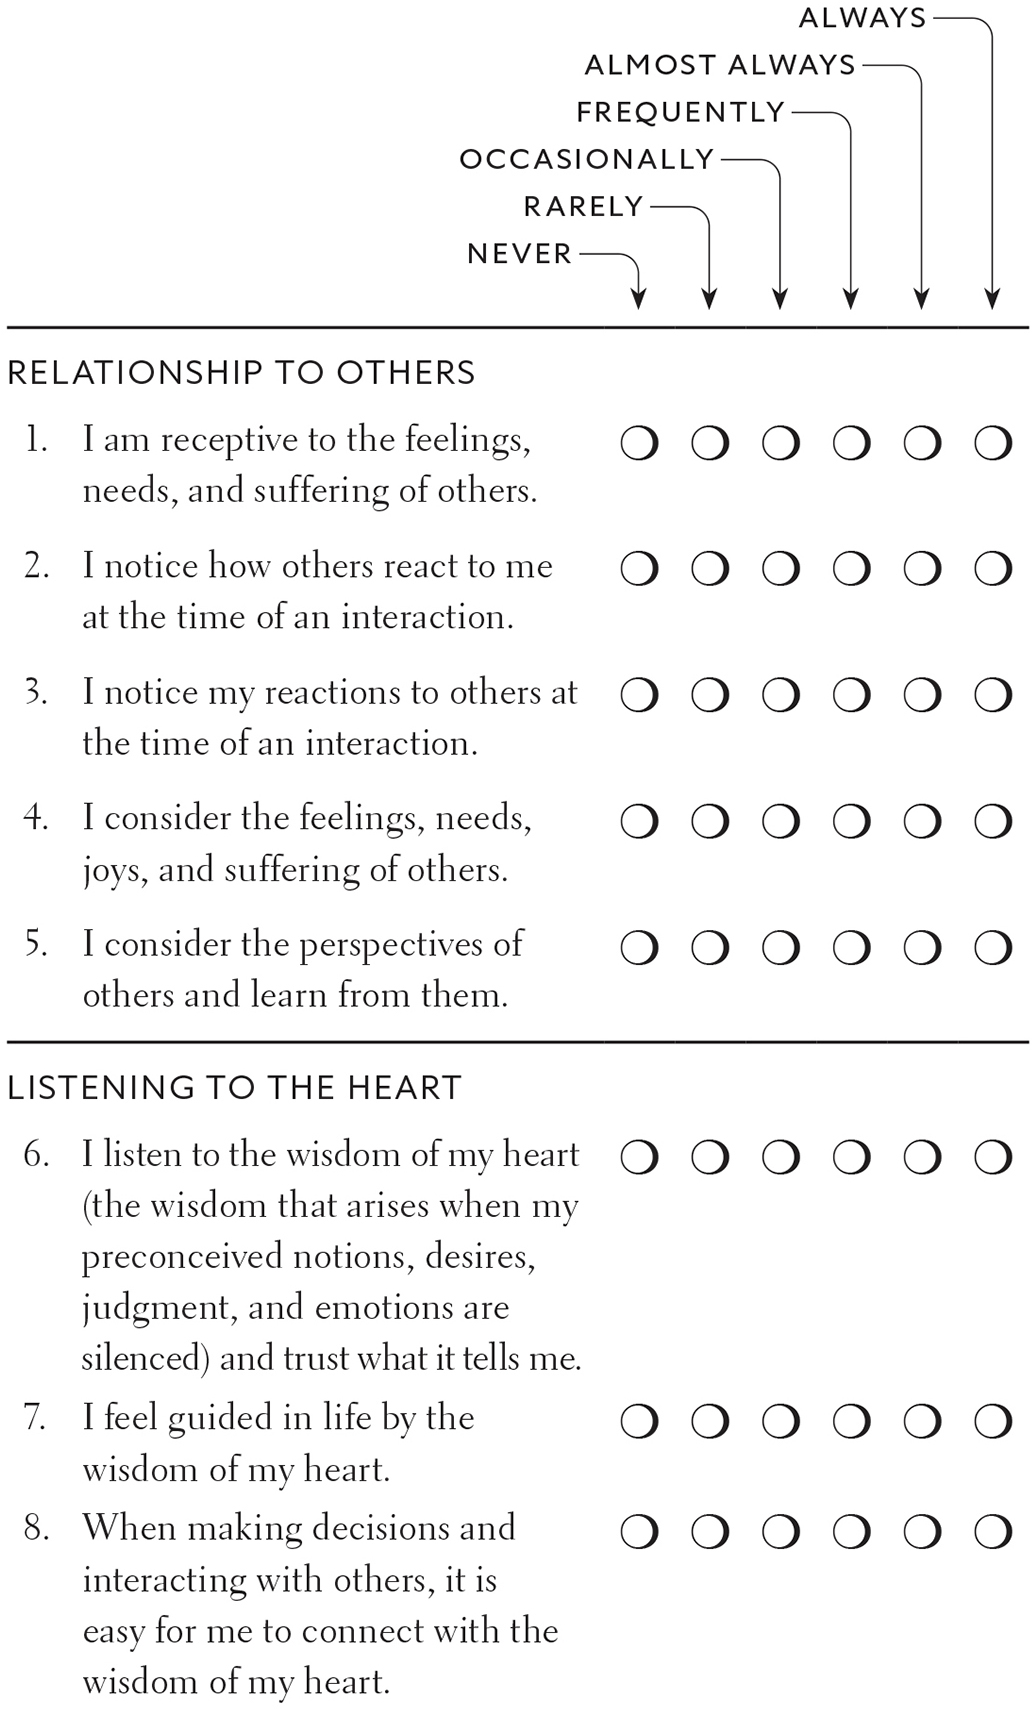 ALWAYS
ALMOST ALWAYS
FREQUENTLY
OCCASIONALLY
RARELY
NEVER
RELATIONSHIP TO OTHERS
1. I am receptive to the feelings,
needs, and suffering of others.
2. I notice how others react to me
at the time of an interaction.
3. I notice my reactions to others at
the time of an interaction.
4. I consider the feelings, needs,
joys, and suffering of others.
5. I consider the perspectives of
others and learn from them.
LISTENING TO THE HEART
6. I listen to the wisdom of my heart
(the wisdom that arises when my
preconceived notions, desires,
judgment, and emotions are
silenced) and trust what it tells me.
7. I feel guided in life by the
wisdom of my heart.
8. When making decisions and
interacting with others, it is
easy for me to connect with the
wisdom of my heart.